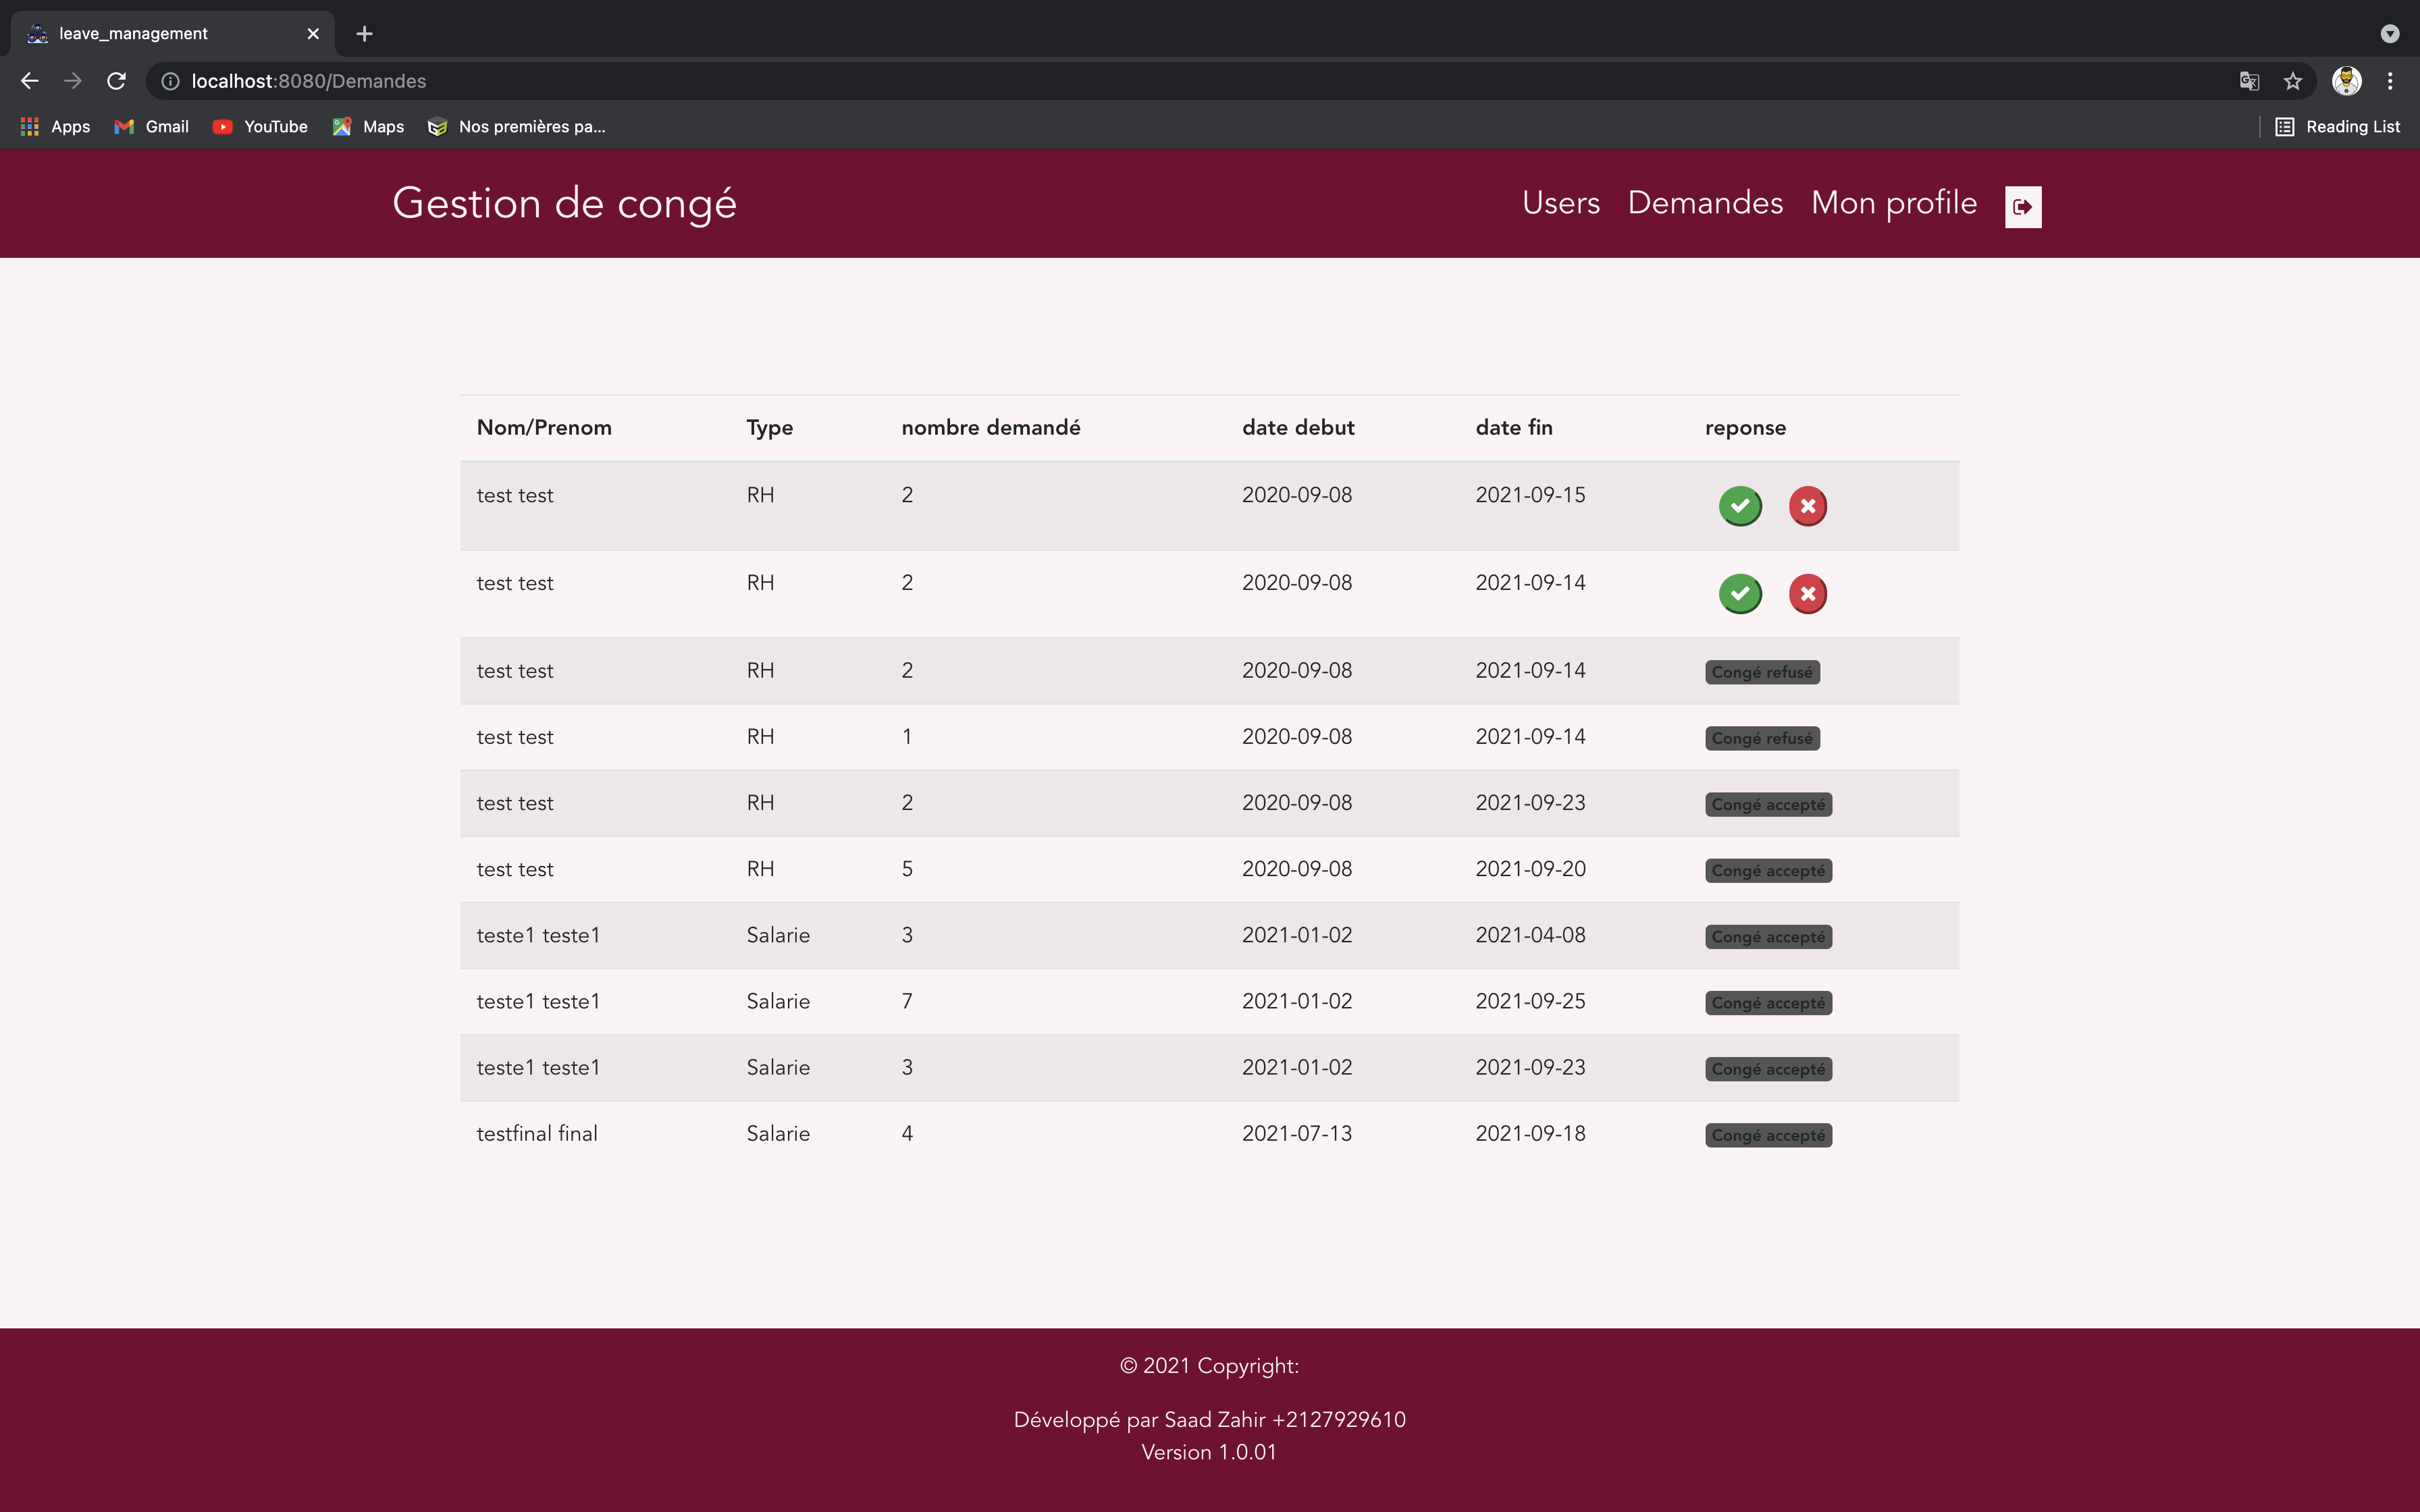 leave_management
localhost:8080/Demandes
Apps Gmail YouTube Maps Nos premières pa... Reading List
Gestion de congé Users Demandes Mon profile
Nom/Prenom Type nombre demandé date debut date fin reponse
test test RH 2 2020-09-08 2021-09-15
test test RH 2 2020-09-08 2021-09-14
test test RH 2 2020-09-08 2021-09-14 Congé refusé
test test RH 1 2020-09-08 2021-09-14 Congé refusé
test test RH 2 2020-09-08 2021-09-23 Congé accepté
test test RH 5 2020-09-08 2021-09-20 Congé accepté
teste1 teste1 Salarie 3 2021-01-02 2021-04-08 Congé accepté
teste1 teste1 Salarie 7 2021-01-02 2021-09-25 Congé accepté
teste1 teste1 Salarie 3 2021-01-02 2021-09-23 Congé accepté
testfinal final Salarie 4 2021-07-13 2021-09-18 Congé accepté
© 2021 Copyright:
Développé par Saad Zahir +2127929610
Version 1.0.01